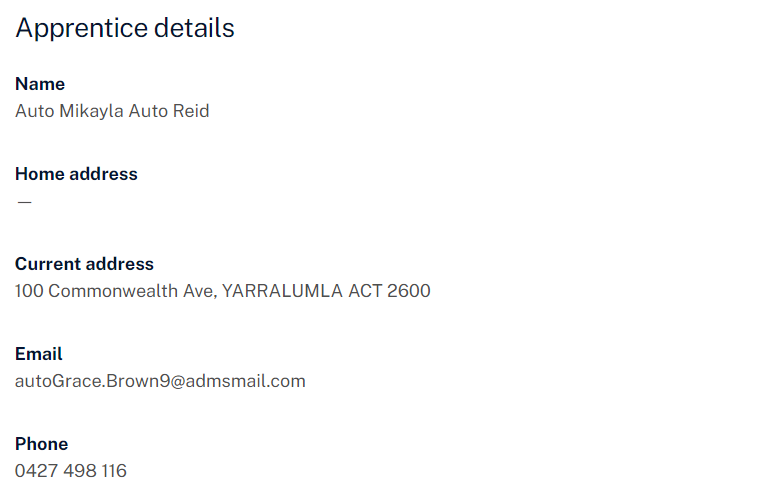 Apprentice details
Name
Auto Mikayla Auto Reid
Home address
—
Current address
100 Commonwealth Ave, YARRALUMLA ACT 2600
Email
autoGrace.Brown9@admsmail.com
Phone
0427 498 116